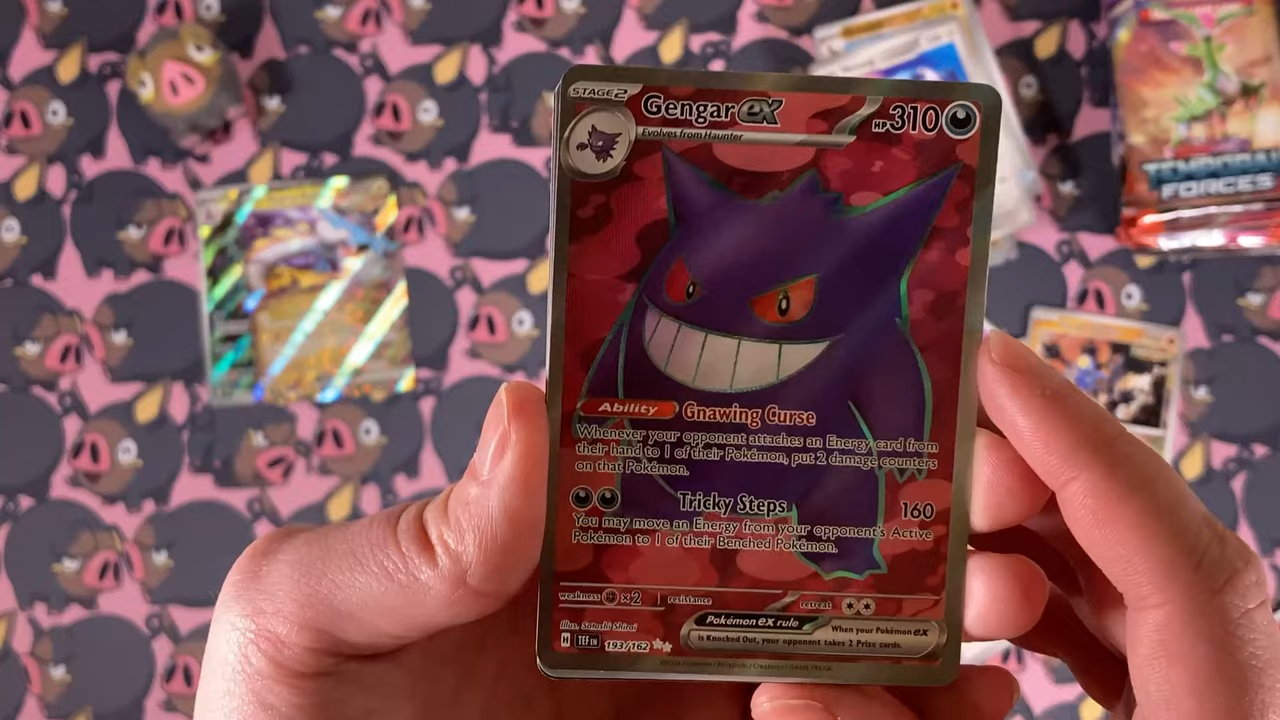 STAGE2
Gengar ex
HP310
Evolves from Haunter
TEMPORAL
FORCES
Ability Gnawing Curse
Whenever your opponent attaches an Energy card from
their hand to 1 of their Pokémon, put 2 damage counters
on that Pokémon.
Tricky Steps 160
You may move an Energy from your opponent's Active
Pokémon to 1 of their Benched Pokémon.
weakness ×2 resistance retreat
Illus. Satoshi Shirai
Pokémon ex rule
When your Pokémon ex
is Knocked Out, your opponent takes 2 Prize cards.
H TEF EN 193/162